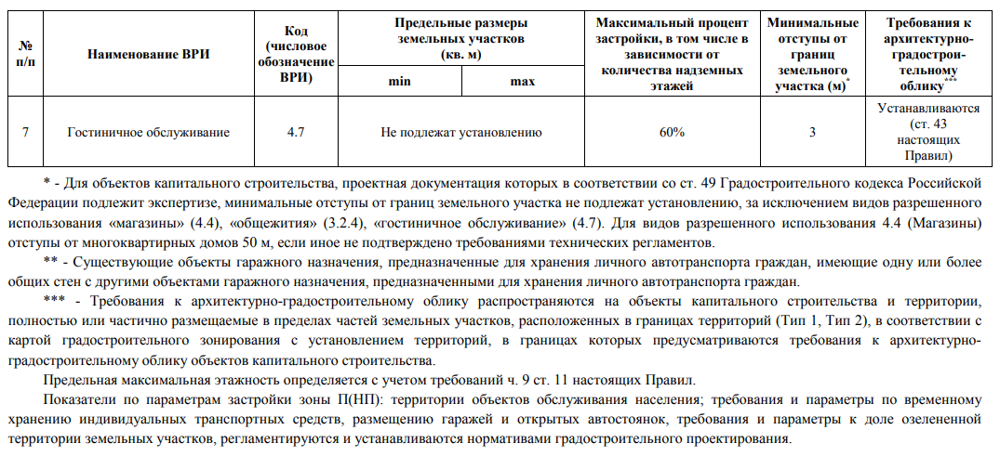 №
п/п
Наименование ВРИ
Код
(числовое
обозначение
ВРИ)
Предельные размеры
земельных участков
(кв. м)
min
max
Максимальный процент
застройки, в том числе в
зависимости от
количества надземных
этажей
Минимальные
отступы от
границ
земельного
участка (м)*
Требования к
архитектурно-
градострои-
тельному
облику***
7
Гостиничное обслуживание
4.7
Не подлежат установлению
60%
3
Устанавливаются
(ст. 43
настоящих
Правил)
* - Для объектов капитального строительства, проектная документация которых в соответствии со ст. 49 Градостроительного кодекса Российской
Федерации подлежит экспертизе, минимальные отступы от границ земельного участка не подлежат установлению, за исключением видов разрешенного
использования «магазины» (4.4), «общежития» (3.2.4), «гостиничное обслуживание» (4.7). Для видов разрешенного использования 4.4 (Магазины)
отступы от многоквартирных домов 50 м, если иное не подтверждено требованиями технических регламентов.
** - Существующие объекты гаражного назначения, предназначенные для хранения личного автотранспорта граждан, имеющие одну или более
общих стен с другими объектами гаражного назначения, предназначенными для хранения личного автотранспорта граждан.
*** - Требования к архитектурно-градостроительному облику распространяются на объекты капитального строительства и территории,
полностью или частично размещаемые в пределах частей земельных участков, расположенных в границах территорий (Тип 1, Тип 2), в соответствии с
картой градостроительного зонирования с установлением территорий, в границах которых предусматриваются требования к архитектурно-
градостроительному облику объектов капитального строительства.
Предельная максимальная этажность определяется с учетом требований ч. 9 ст. 11 настоящих Правил.
Показатели по параметрам застройки зоны П(НП): территории объектов обслуживания населения; требования и параметры по временному
хранению индивидуальных транспортных средств, размещению гаражей и открытых автостоянок, требования и параметры к доле озелененной
территории земельных участков, регламентируются и устанавливаются нормативами градостроительного проектирования.